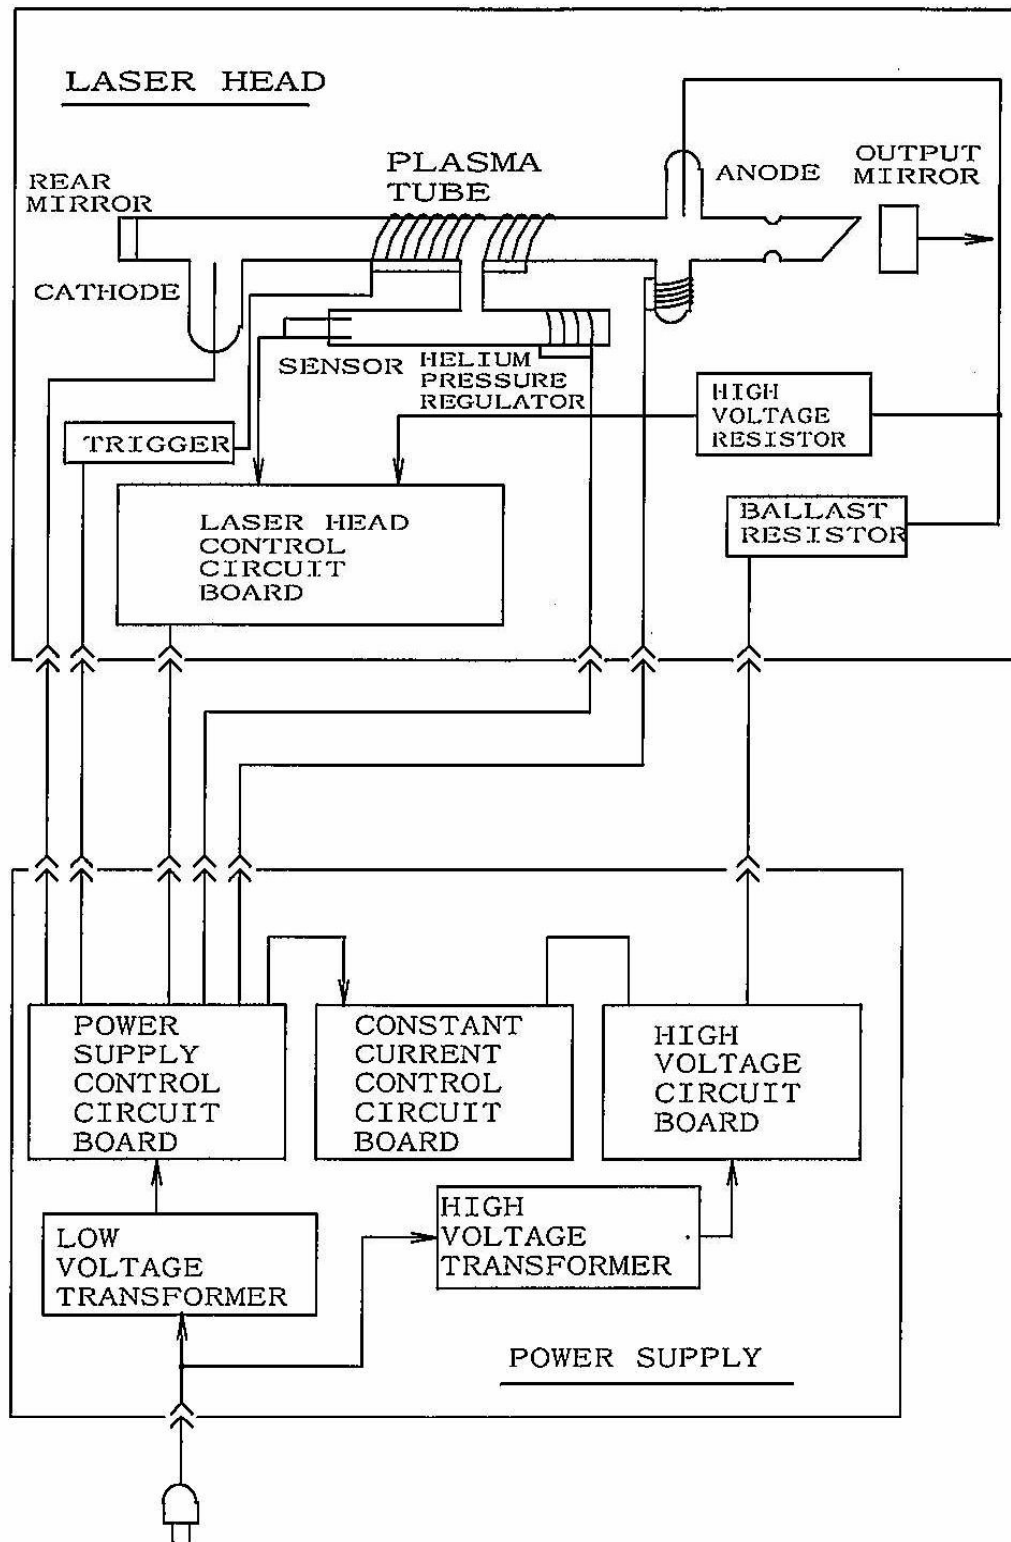 LASER HEAD
PLASMA
TUBE
REAR
MIRROR
ANODE
OUTPUT
MIRROR
CATHODE
SENSOR
HELIUM
PRESSURE
REGULATOR
HIGH
VOLTAGE
RESISTOR
TRIGGER
BALLAST
RESISTOR
LASER HEAD
CONTROL
CIRCUIT
BOARD
POWER
SUPPLY
CONTROL
CIRCUIT
BOARD
CONSTANT
CURRENT
CONTROL
CIRCUIT
BOARD
HIGH
VOLTAGE
CIRCUIT
BOARD
LOW
VOLTAGE
TRANSFORMER
HIGH
VOLTAGE
TRANSFORMER
POWER SUPPLY